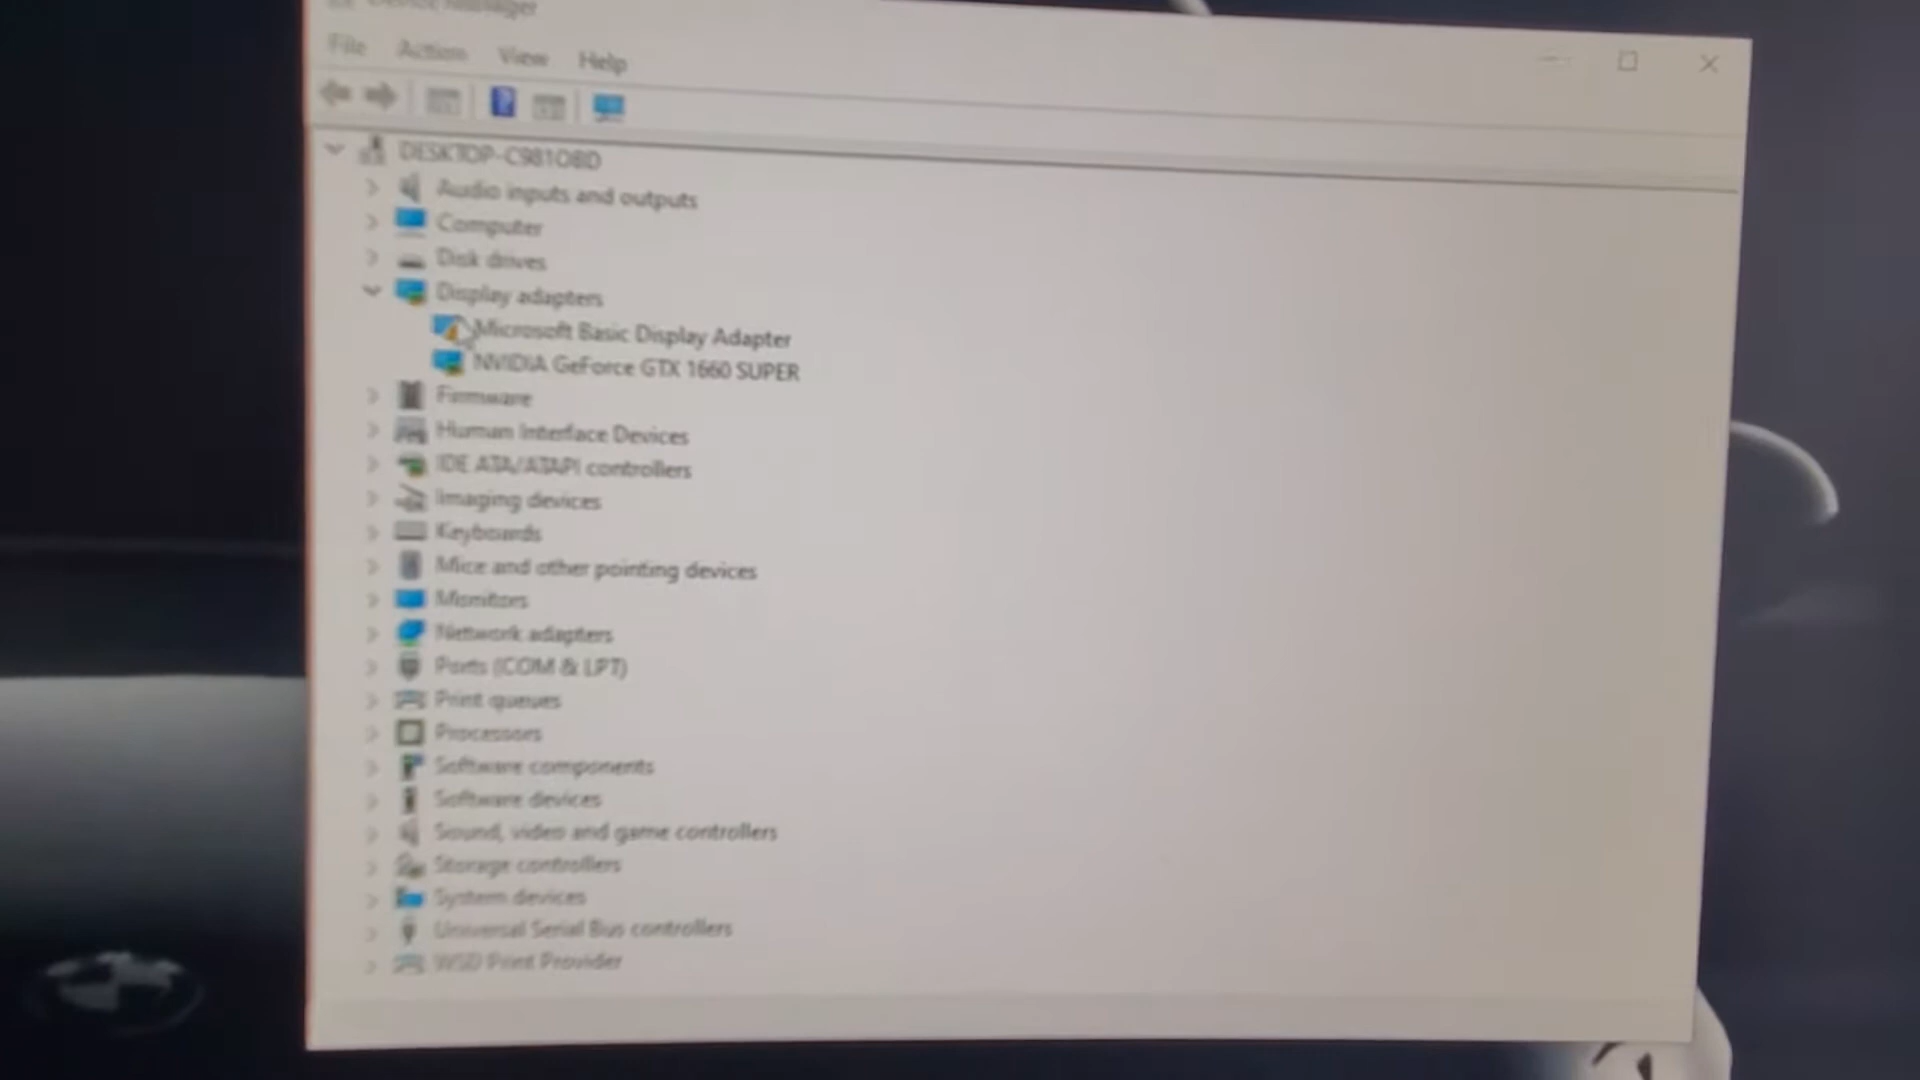 Device Manager
File Action View Help
DESKTOP-C981OBD
Audio inputs and outputs
Computer
Disk drives
Display adapters
Microsoft Basic Display Adapter
NVIDIA GeForce GTX 1660 SUPER
Firmware
Human Interface Devices
IDE ATA/ATAPI controllers
Imaging devices
Keyboards
Mice and other pointing devices
Monitors
Network adapters
Ports (COM & LPT)
Print queues
Processors
Software components
Software devices
Sound, video and game controllers
Storage controllers
System devices
Universal Serial Bus controllers
WSD Print Provider